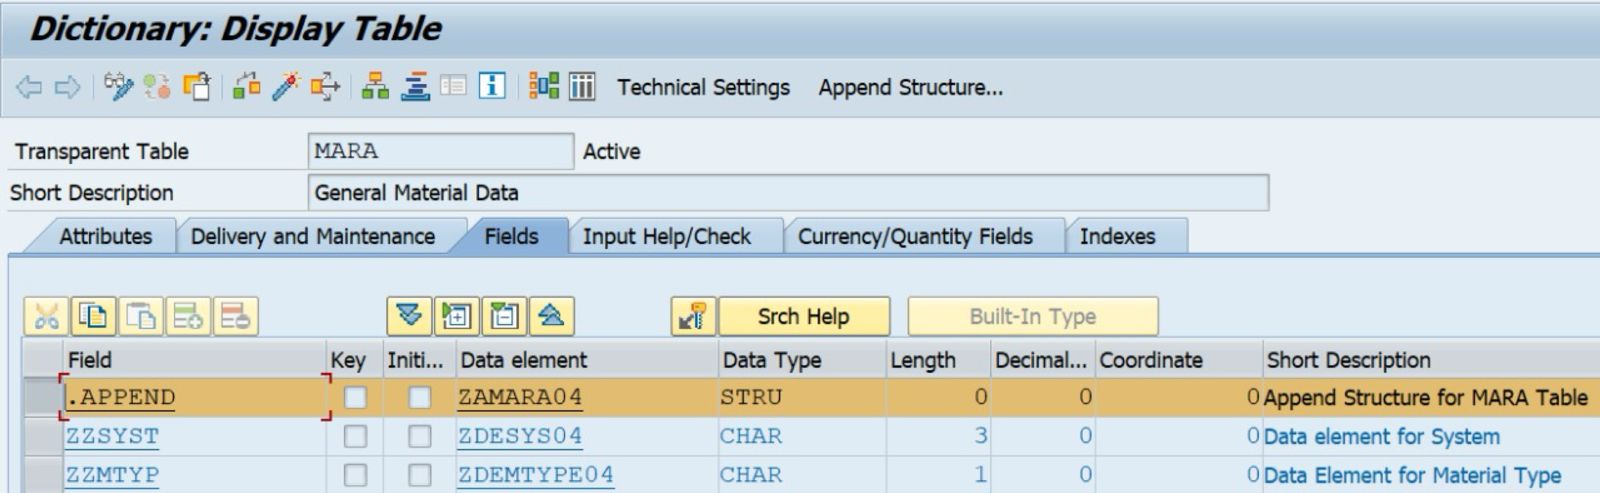 Dictionary: Display Table
Technical Settings Append Structure...
Transparent Table MARA Active
Short Description General Material Data
Attributes Delivery and Maintenance Fields Input Help/Check Currency/Quantity Fields Indexes
Srch Help Built-In Type
Field Key Initi... Data element Data Type Length Decimal... Coordinate Short Description
.APPEND ZAMARA04 STRU 0 0 0 Append Structure for MARA Table
ZZSYST ZDESYS04 CHAR 3 0 0 Data element for System
ZZMTYP ZDEMTYPE04 CHAR 1 0 0 Data Element for Material Type